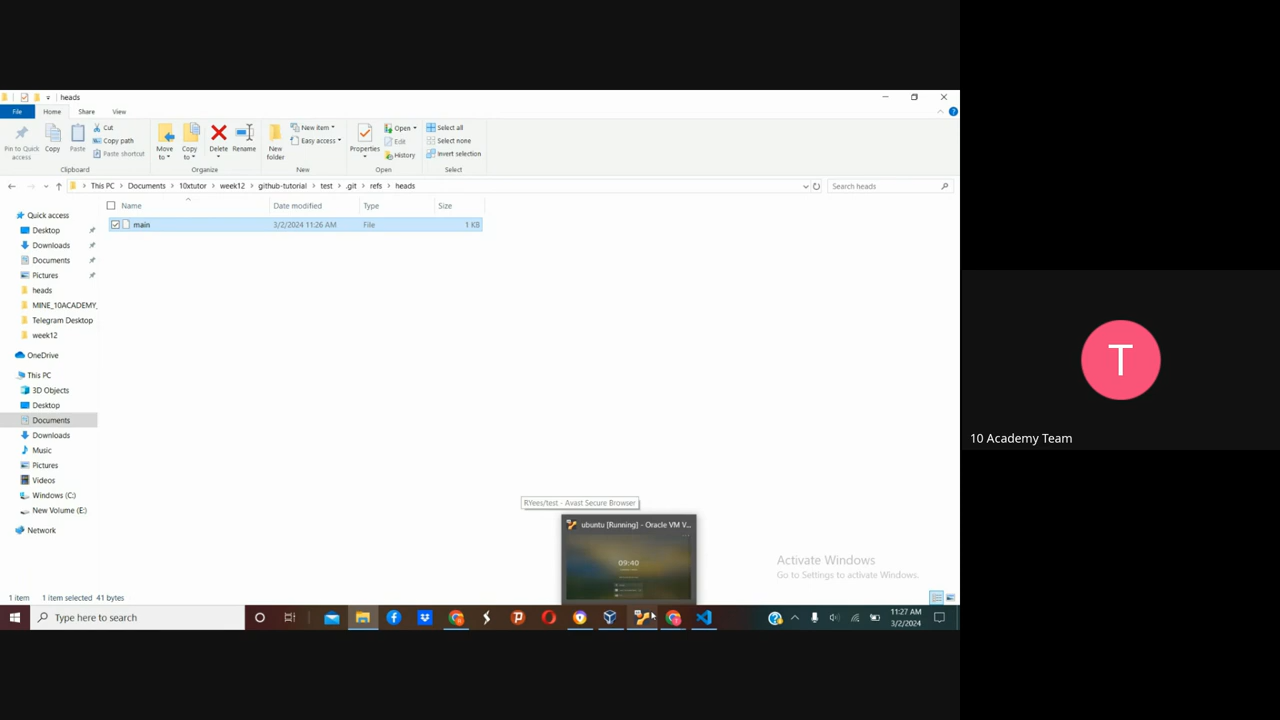 heads
File Home Share View
Pin to Quick access
Copy
Paste
Cut
Copy path
Paste shortcut
Clipboard
Move to
Copy to
Delete
Rename
Organize
New folder
New item
Easy access
New
Properties
Open
Edit
History
Open
Select all
Select none
Invert selection
Select
This PC > Documents > 10xtutor > week12 > github-tutorial > test > .git > refs > heads
Search heads
Name Date modified Type Size
main 3/2/2024 11:26 AM File 1 KB
Quick access
Desktop
Downloads
Documents
Pictures
heads
MINE_10ACADEMY_
Telegram Desktop
week12
OneDrive
This PC
3D Objects
Desktop
Documents
Downloads
Music
Pictures
Videos
Windows (C:)
New Volume (E:)
Network
RYees/test - Avast Secure Browser
ubuntu [Running] - Oracle VM V...
09:40
Activate Windows
Go to Settings to activate Windows.
1 item 1 item selected 41 bytes
Type here to search
11:27 AM
3/2/2024
T
10 Academy Team